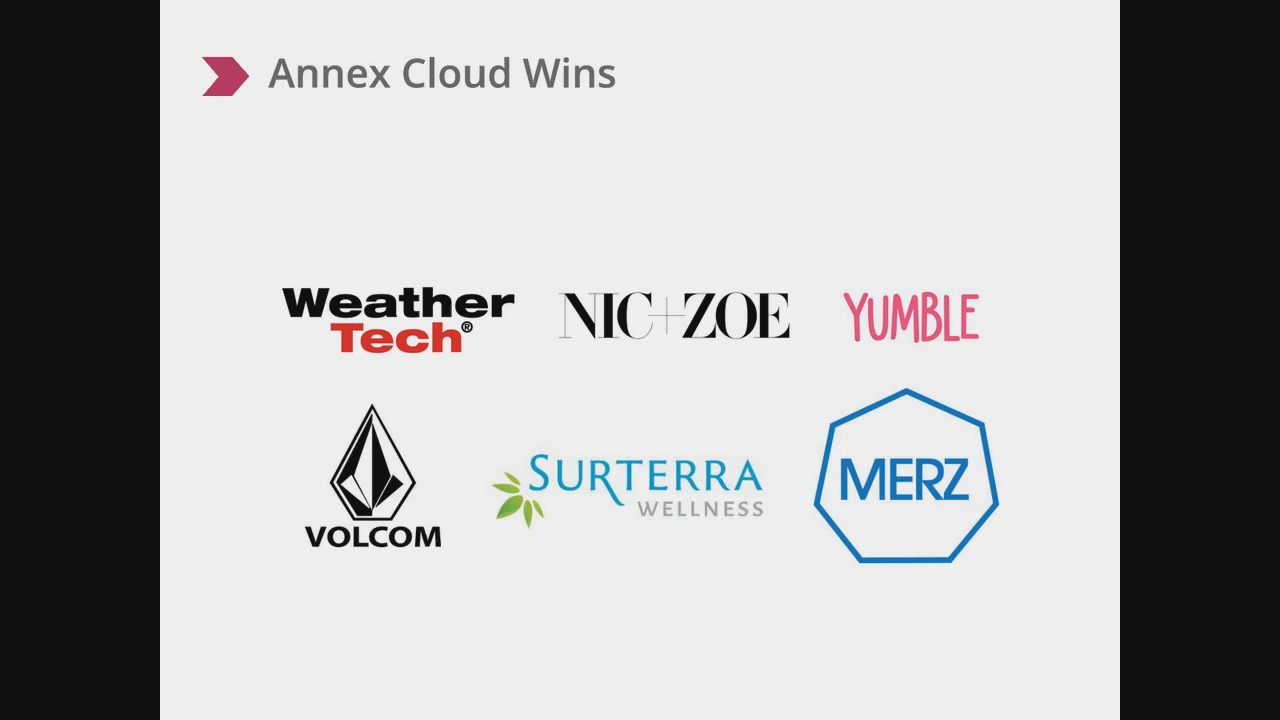 Annex Cloud Wins
Weather
Tech®
NIC+ZOE
YUMBLE
VOLCOM
SURTERRA
WELLNESS
MERZ